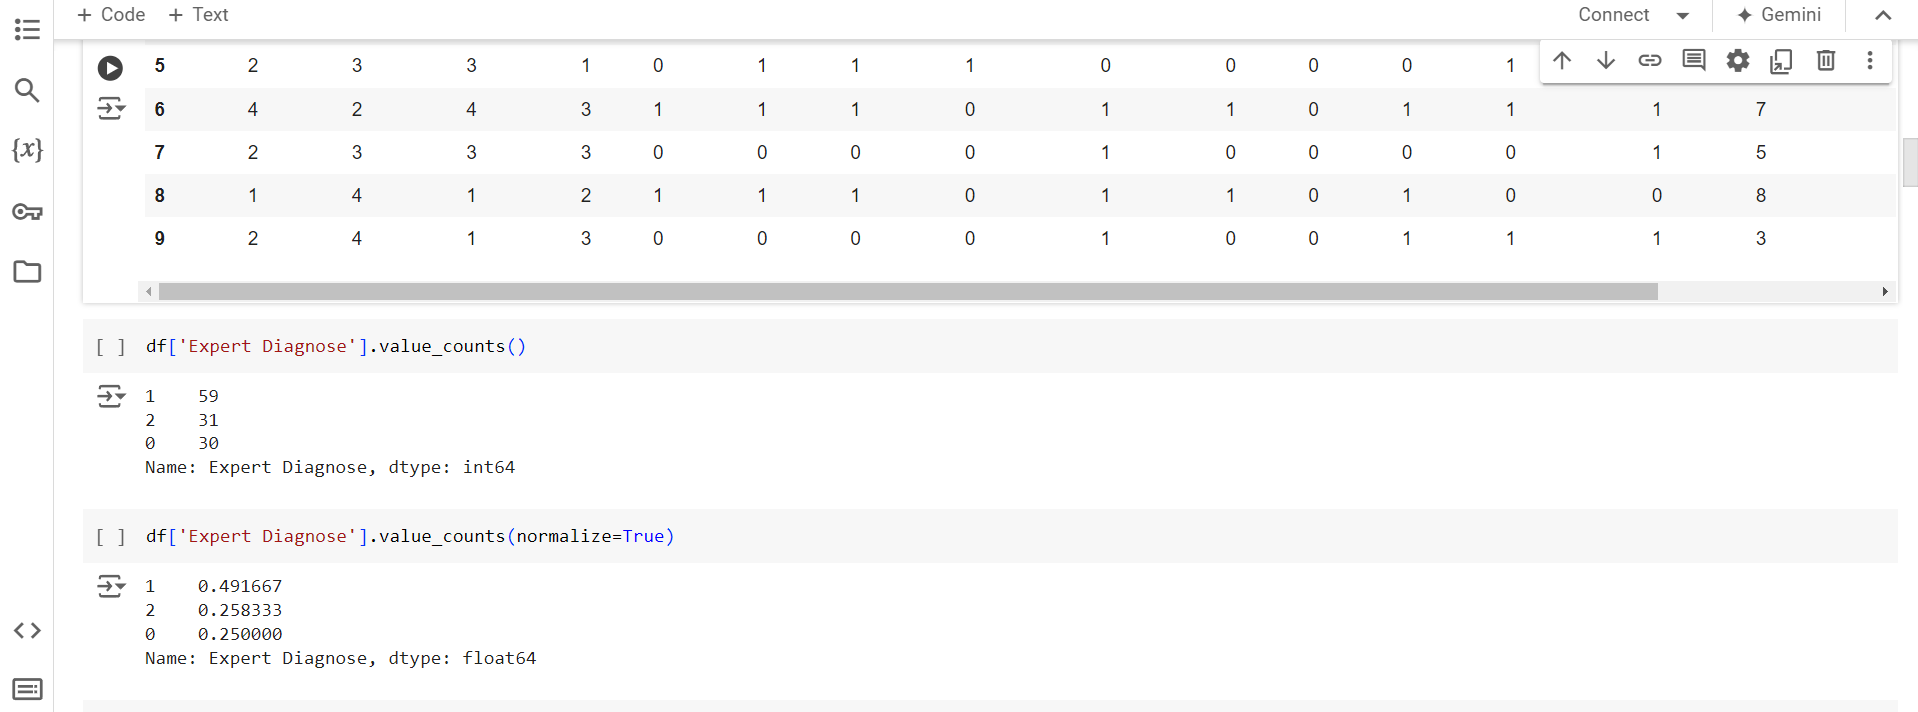 + Code + Text Connect Gemini
5 2 3 3 1 0 1 1 1 0 0 0 0 1
6 4 2 4 3 1 1 1 0 1 1 0 1 1 1 7
7 2 3 3 3 0 0 0 0 1 0 0 0 0 1 5
8 1 4 1 2 1 1 1 0 1 1 0 1 0 0 8
9 2 4 1 3 0 0 0 0 1 0 0 1 1 1 3
{x}
[ ] df['Expert Diagnose'].value_counts()
1 59
2 31
0 30
Name: Expert Diagnose, dtype: int64
[ ] df['Expert Diagnose'].value_counts(normalize=True)
1 0.491667
2 0.258333
0 0.250000
Name: Expert Diagnose, dtype: float64